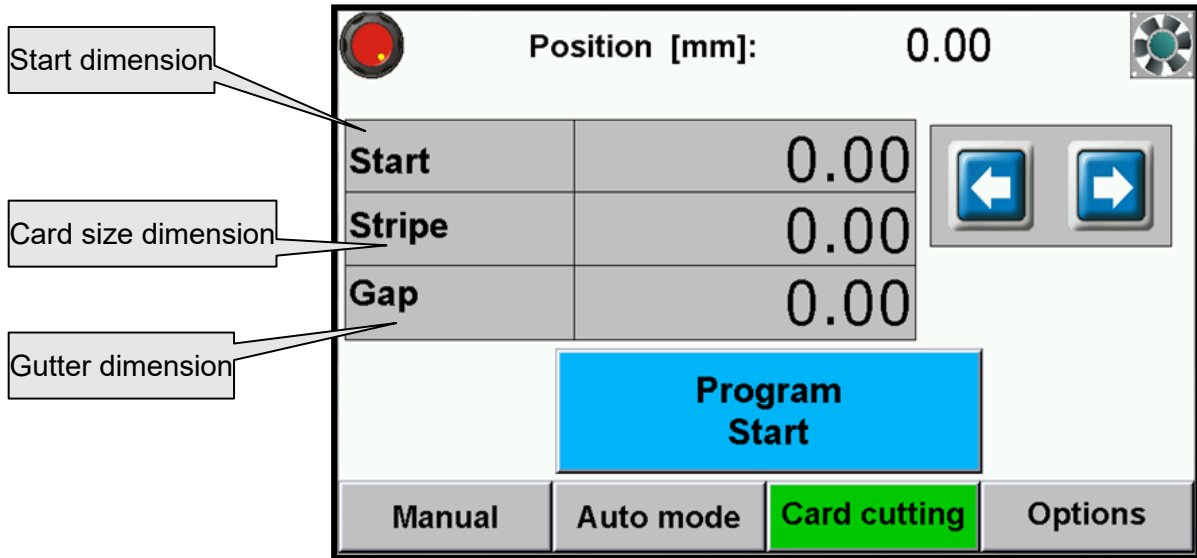 Start dimension
Position [mm]: 0.00
Start 0.00
Card size dimension
Stripe 0.00
Gap 0.00
Gutter dimension
Program
Start
Manual Auto mode Card cutting Options